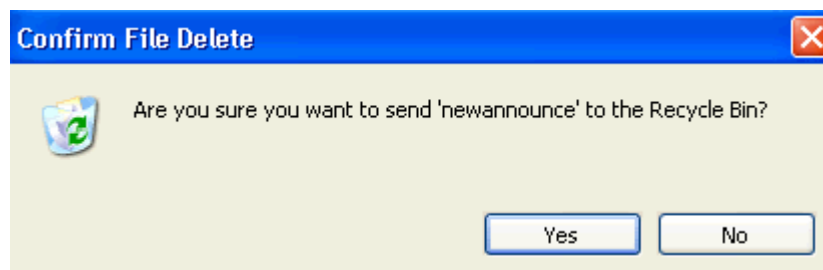 Confirm File Delete
Are you sure you want to send 'newannounce' to the Recycle Bin?
Yes
No